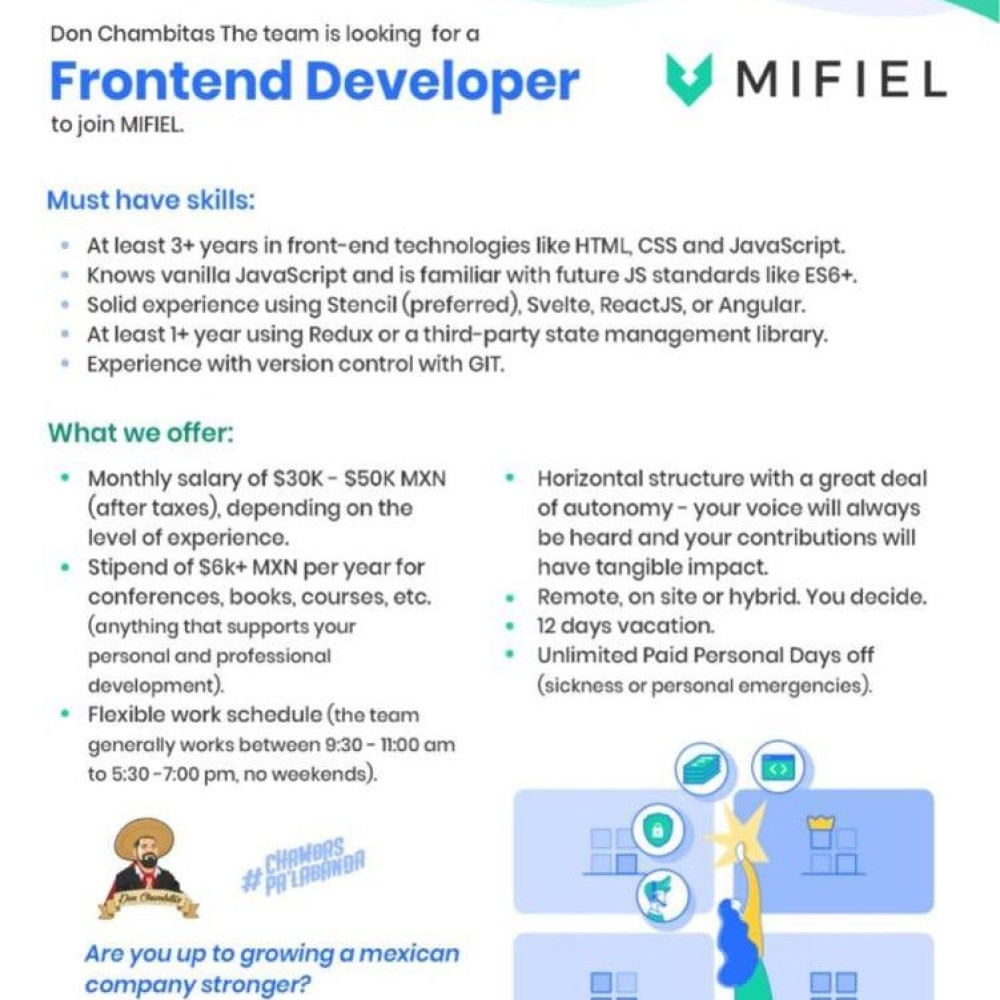 Don Chambitas The team is looking for a
Frontend Developer
to join MIFIEL.
MIFIEL
Must have skills:
• At least 3+ years in front-end technologies like HTML, CSS and JavaScript.
• Knows vanilla JavaScript and is familiar with future JS standards like ES6+.
• Solid experience using Stencil (preferred), Svelte, ReactJS, or Angular.
• At least 1+ year using Redux or a third-party state management library.
• Experience with version control with GIT.
What we offer:
• Monthly salary of $30K - $50K MXN
(after taxes), depending on the
level of experience.
• Stipend of $6k+ MXN per year for
conferences, books, courses, etc.
(anything that supports your
personal and professional
development).
• Flexible work schedule (the team
generally works between 9:30 - 11:00 am
to 5:30 -7:00 pm, no weekends).
• Horizontal structure with a great deal
of autonomy - your voice will always
be heard and your contributions will
have tangible impact.
• Remote, on site or hybrid. You decide.
• 12 days vacation.
• Unlimited Paid Personal Days off
(sickness or personal emergencies).
Don Chambitas
#CHAMBAS
PA'LABANDA
Are you up to growing a mexican
company stronger?